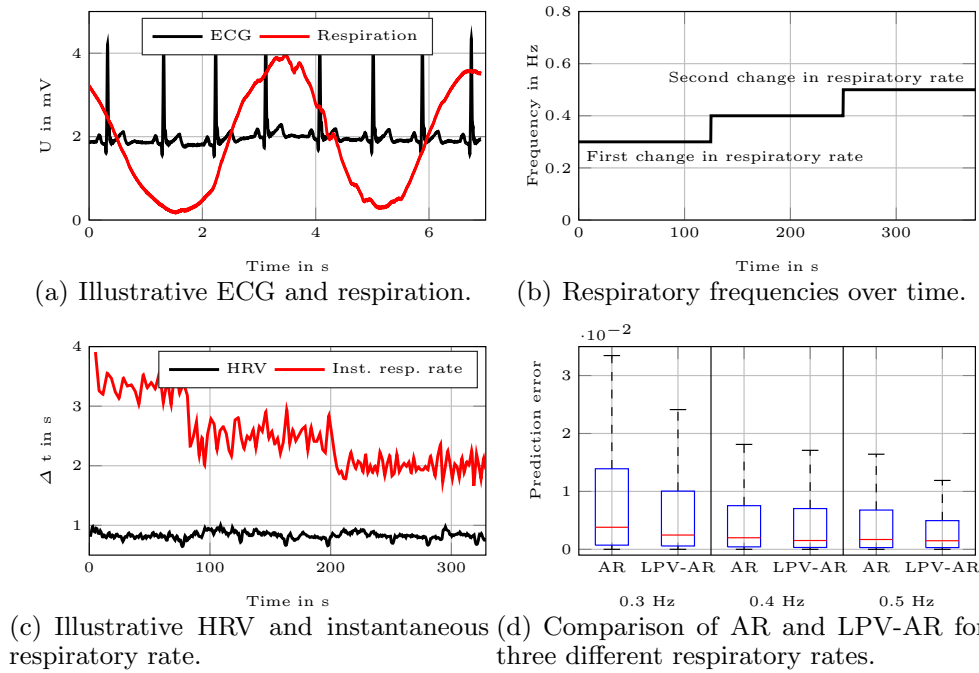 ECG Respiration
4
2
0
U in mV
0 2 4 6
Time in s
(a) Illustrative ECG and respiration.
0.8
0.6
0.4
0.2
0
Frequency in Hz
Second change in respiratory rate
First change in respiratory rate
0 100 200 300
Time in s
(b) Respiratory frequencies over time.
HRV Inst. resp. rate
4
3
2
1
0
Δ t in s
0 100 200 300
Time in s
(c) Illustrative HRV and instantaneous
respiratory rate.
·10−2
3
2
1
0
Prediction error
AR LPV-AR AR LPV-AR AR LPV-AR
0.3 Hz 0.4 Hz 0.5 Hz
(d) Comparison of AR and LPV-AR for
three different respiratory rates.